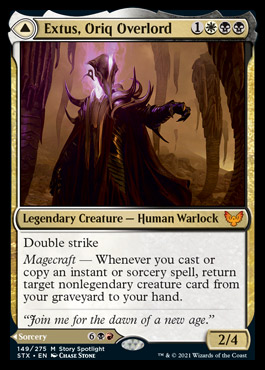 Extus, Oriq Overlord 1
Legendary Creature — Human Warlock
Double strike
Magecraft — Whenever you cast or
copy an instant or sorcery spell, return
target nonlegendary creature card from
your graveyard to your hand.
“Join me for the dawn of a new age.”
Sorcery 6
2/4
149/275 M Story Spotlight
STX • EN CHASE STONE
™ & © 2021 Wizards of the Coast